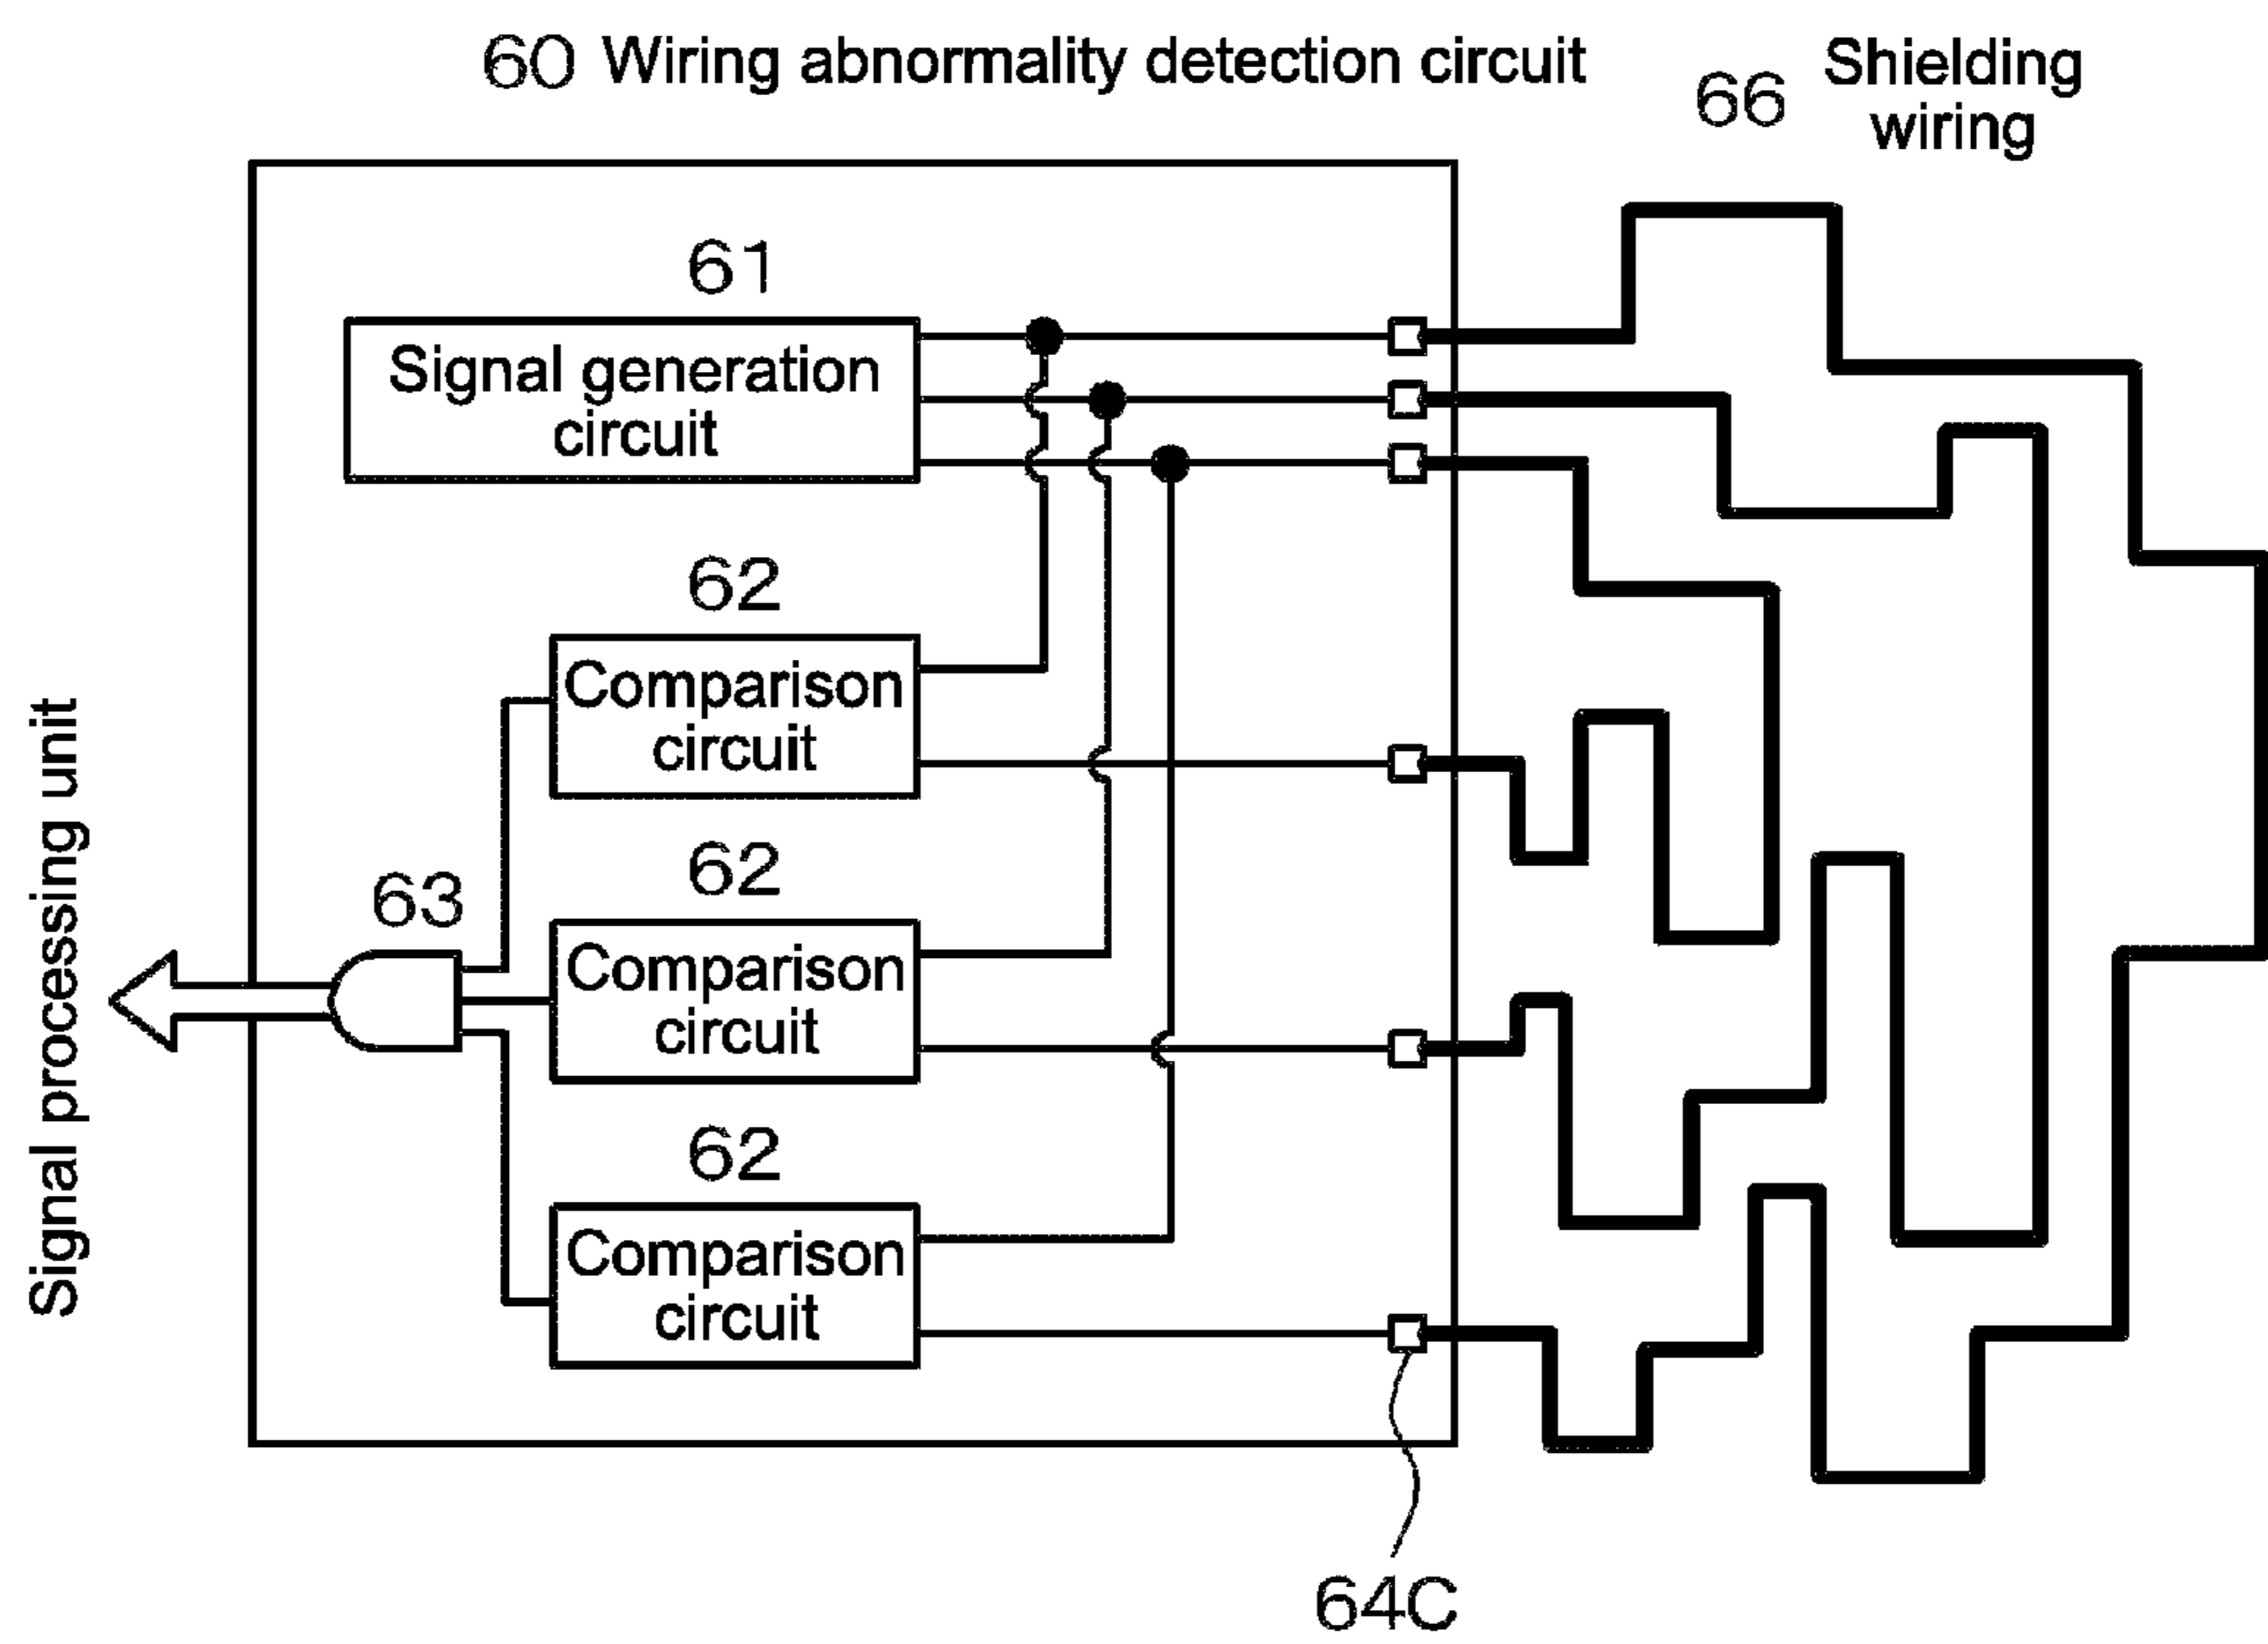 60 Wiring abnormality detection circuit
66 Shielding
wiring
61
Signal generation
circuit
62
Comparison
circuit
62
Comparison
circuit
63
62
Comparison
circuit
Signal processing unit
64C